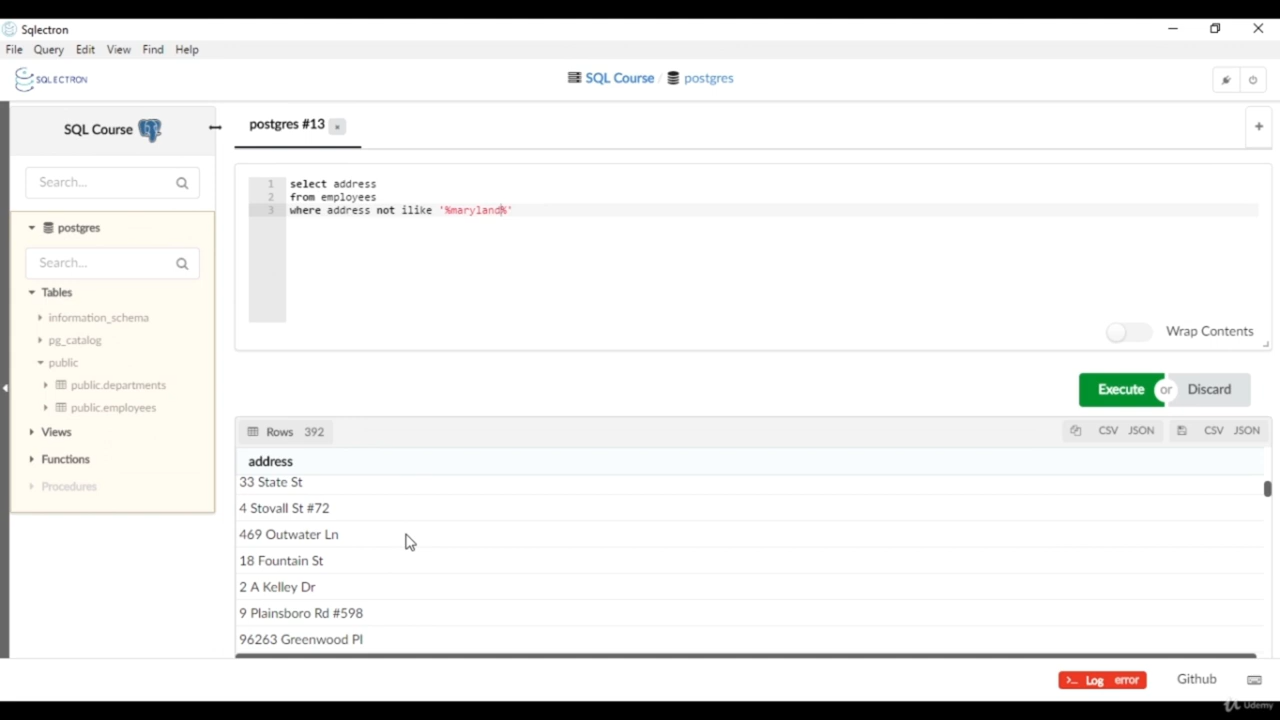 Sqlectron
File Query Edit View Find Help
SQLECTRON
SQL Course / postgres
SQL Course
postgres #13 ×
+
Search...
1 select address
2 from employees
3 where address not ilike '%maryland%'
postgres
Search...
Tables
information_schema
pg_catalog
public
public.departments
public.employees
Views
Functions
Procedures
Wrap Contents
Execute or Discard
Rows 392
CSV JSON CSV JSON
address
33 State St
4 Stovall St #72
469 Outwater Ln
18 Fountain St
2 A Kelley Dr
9 Plainsboro Rd #598
96263 Greenwood Pl
>_ Log error
Github
Udemy